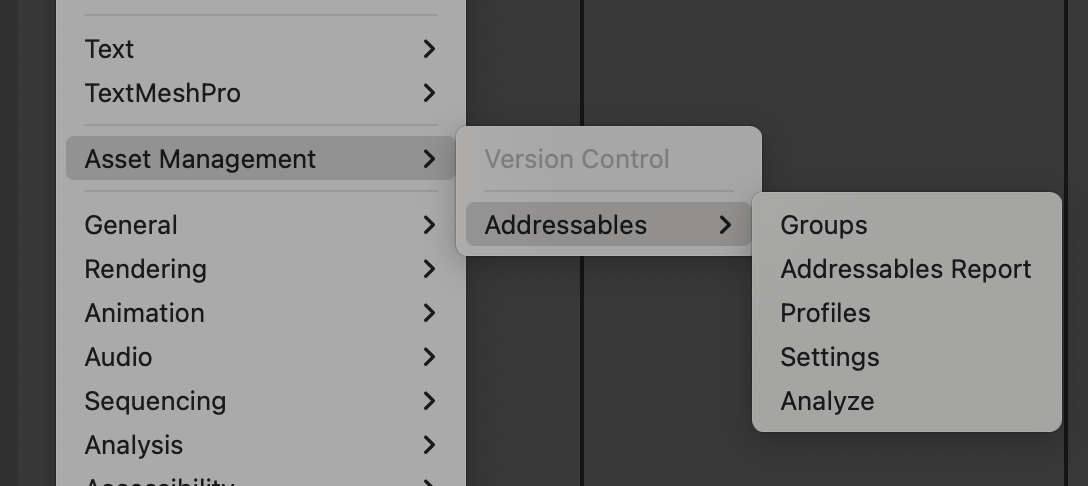 Text
TextMeshPro
Asset Management
General
Rendering
Animation
Audio
Sequencing
Analysis
Accessibility
Version Control
Addressables
Groups
Addressables Report
Profiles
Settings
Analyze